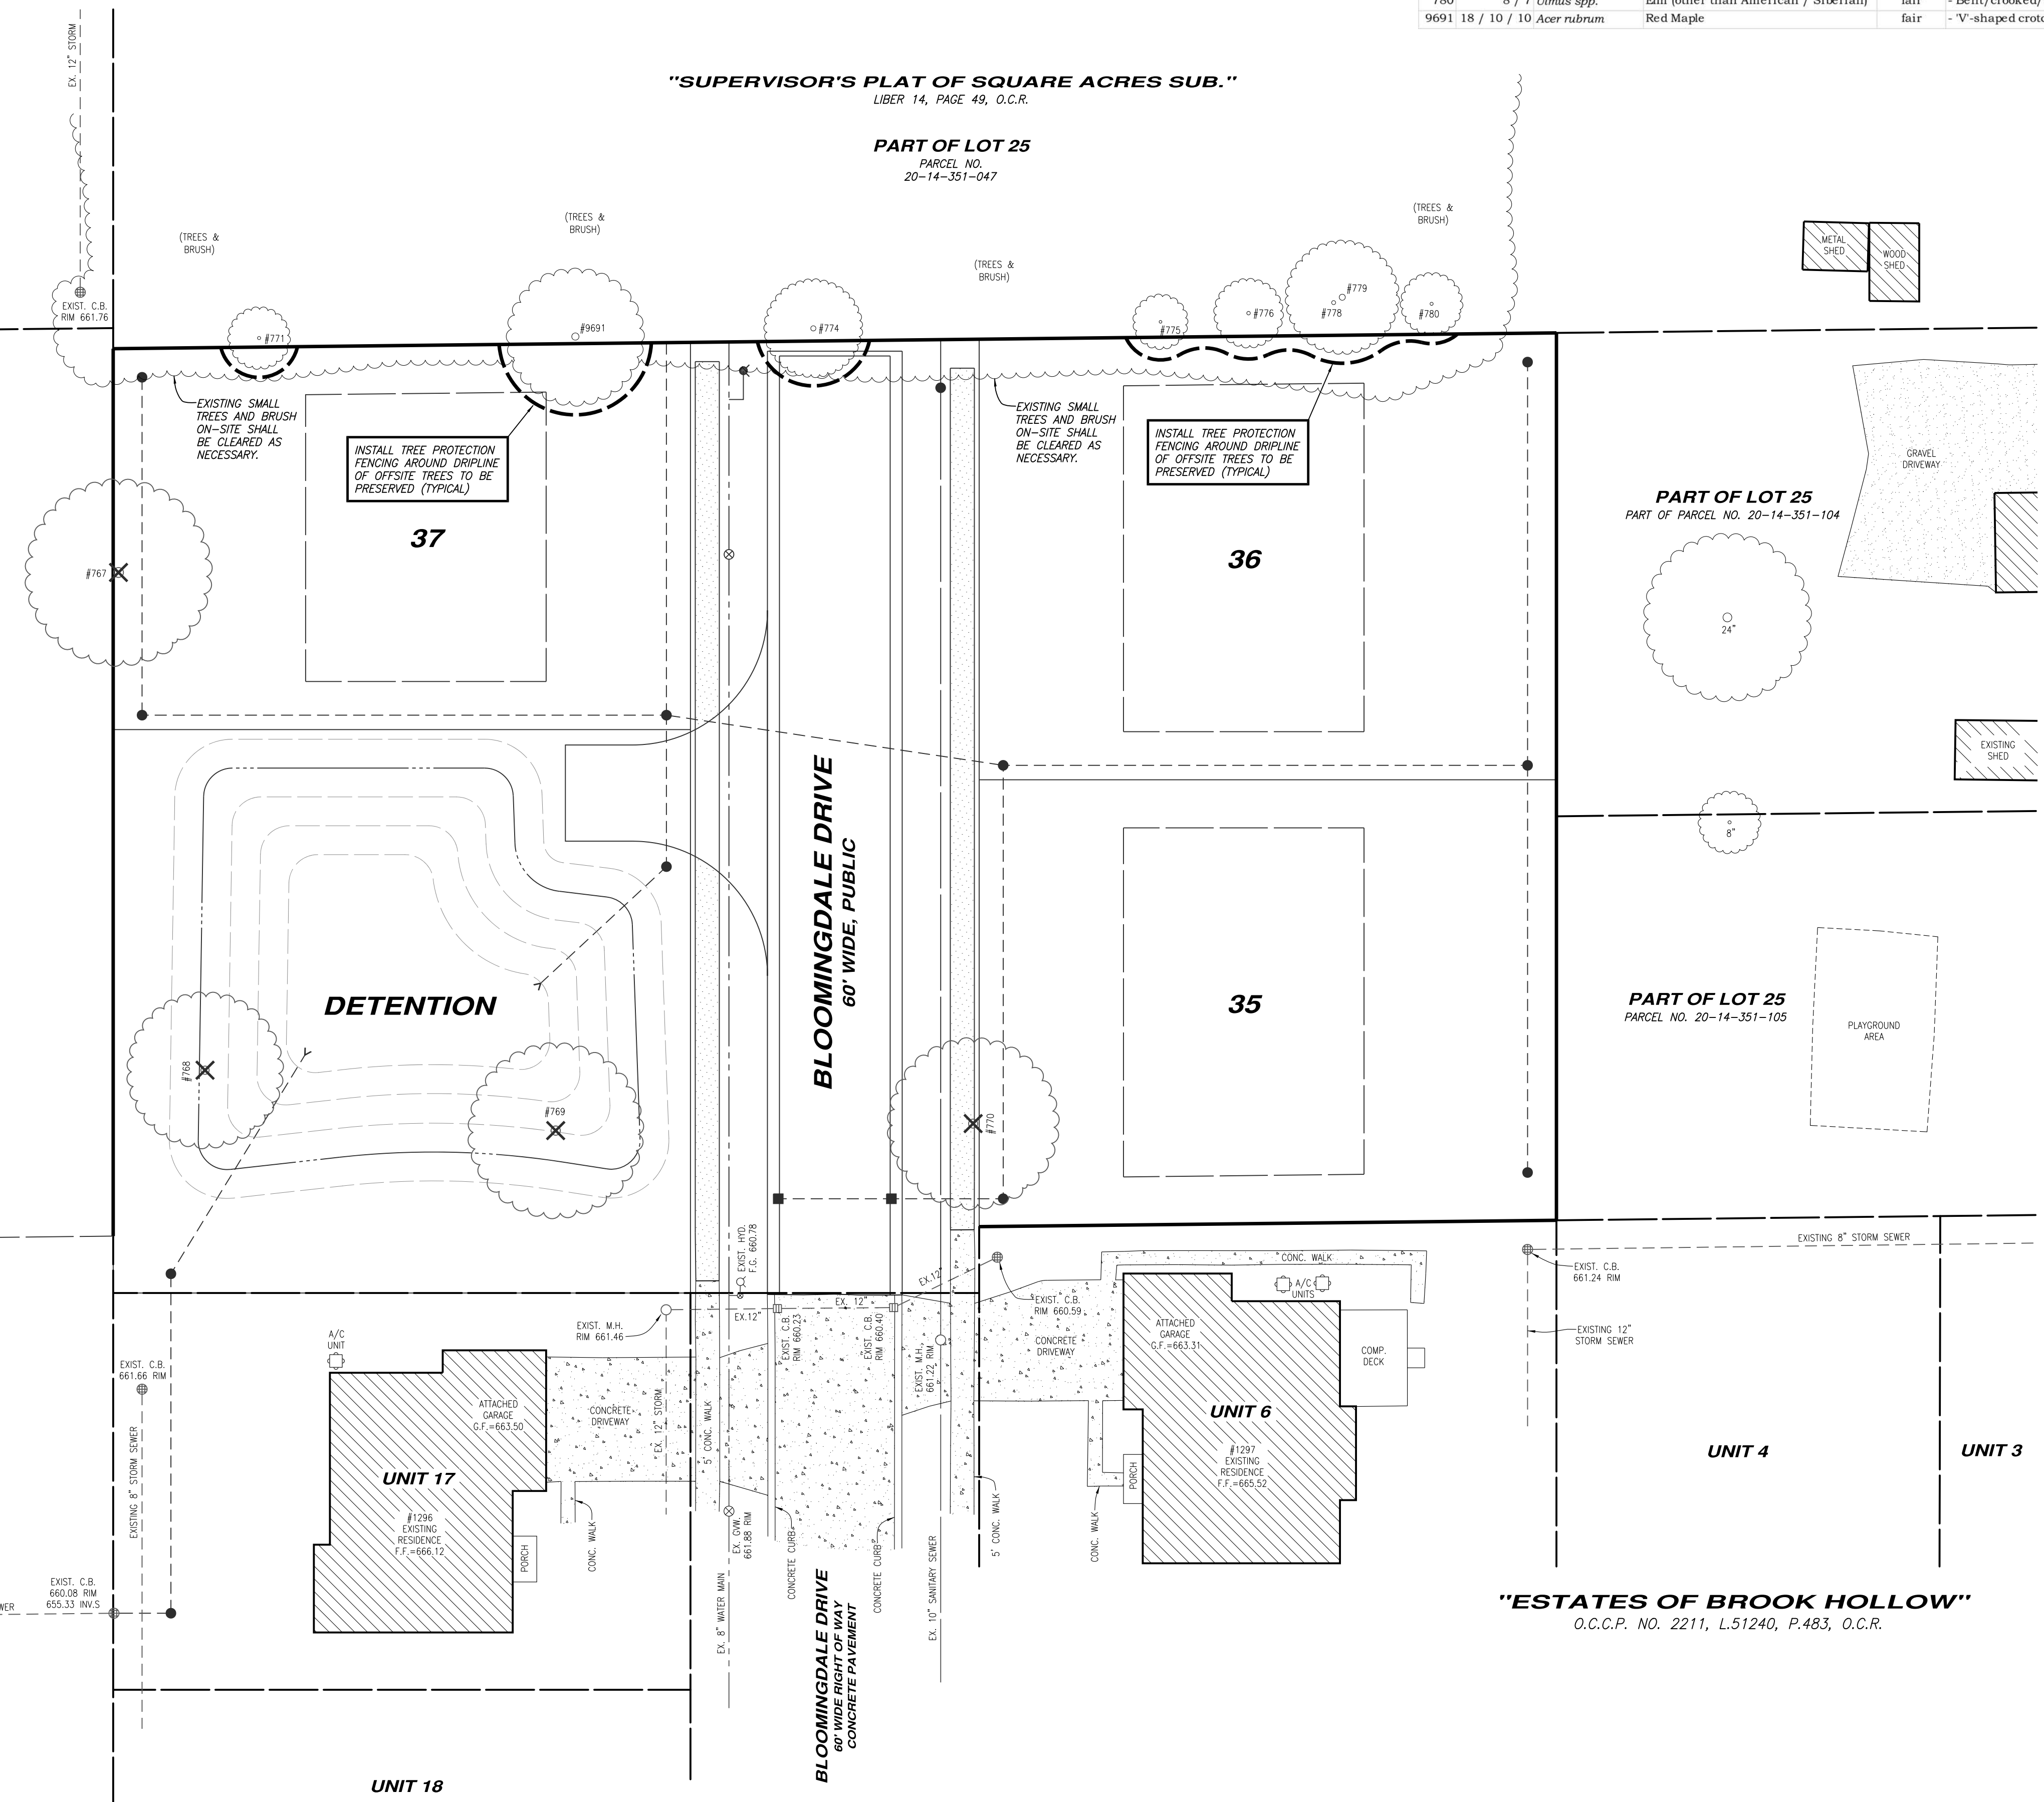 780 8 / 7 Ulmus spp. Elm (other than American / Siberian) fair - Bent/crooked/
9691 18 / 10 / 10 Acer rubrum Red Maple fair
EX. 12" STORM
"SUPERVISOR'S PLAT OF SQUARE ACRES SUB."
LIBER 14, PAGE 49, O.C.R.
PART OF LOT 25
PARCEL NO.
20-14-351-047
(TREES &
BRUSH)
(TREES &
BRUSH)
(TREES &
BRUSH)
(TREES &
BRUSH)
METAL
SHED
WOOD
SHED
EXIST. C.B.
RIM 661.76
#771
#9691
#774
#775
#776
#779
#778
#780
EXISTING SMALL
TREES AND BRUSH
ON-SITE SHALL
BE CLEARED AS
NECESSARY.
INSTALL TREE PROTECTION
FENCING AROUND DRIPLINE
OF OFFSITE TREES TO BE
PRESERVED (TYPICAL)
EXISTING SMALL
TREES AND BRUSH
ON-SITE SHALL
BE CLEARED AS
NECESSARY.
INSTALL TREE PROTECTION
FENCING AROUND DRIPLINE
OF OFFSITE TREES TO BE
PRESERVED (TYPICAL)
GRAVEL
DRIVEWAY
37
36
#767
PART OF LOT 25
PART OF PARCEL NO. 20-14-351-104
24"
EXISTING
SHED
8"
BLOOMINGDALE DRIVE
60' WIDE, PUBLIC
DETENTION
35
#768
#769
#770
PART OF LOT 25
PARCEL NO. 20-14-351-105
PLAYGROUND
AREA
EXIST. HYD.
F.G. 660.78
EX.12"
EX. 12"
EX.12"
EXIST. M.H.
RIM 661.46
EXIST. C.B.
RIM 660.23
EXIST. C.B.
RIM 660.40
EXIST. M.H.
661.22 RIM
EXIST. C.B.
RIM 660.59
CONC. WALK
A/C
UNITS
EXISTING 8" STORM SEWER
EXIST. C.B.
661.24 RIM
EXISTING 12"
STORM SEWER
A/C
UNIT
EXIST. C.B.
661.66 RIM
EXISTING 8" STORM SEWER
ATTACHED
GARAGE
G.F.=663.50
CONCRETE
DRIVEWAY
EX. 12" STORM
5' CONC. WALK
CONCRETE
DRIVEWAY
ATTACHED
GARAGE
G.F.=663.31
COMP.
DECK
UNIT 17
#1296
EXISTING
RESIDENCE
F.F.=666.12
PORCH
CONC. WALK
EX. GVW.
661.88 RIM
EX. 8" WATER MAIN
CONCRETE CURB
CONCRETE CURB
EX. 10" SANITARY SEWER
5' CONC. WALK
CONC. WALK
PORCH
UNIT 6
#1297
EXISTING
RESIDENCE
F.F.=665.52
UNIT 4
UNIT 3
EXIST. C.B.
660.08 RIM
655.33 INV.S
WER
BLOOMINGDALE DRIVE
60' WIDE RIGHT OF WAY
CONCRETE PAVEMENT
"ESTATES OF BROOK HOLLOW"
O.C.C.P. NO. 2211, L.51240, P.483, O.C.R.
UNIT 18